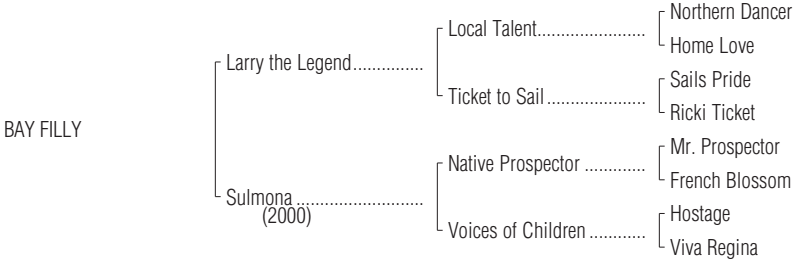 Northern Dancer
Local Talent.......................
Home Love
Larry the Legend...............
Sails Pride
Ticket to Sail.....................
Ricki Ticket
BAY FILLY
Mr. Prospector
Native Prospector .............
French Blossom
Sulmona ...........................
(2000)
Hostage
Voices of Children ............
Viva Regina